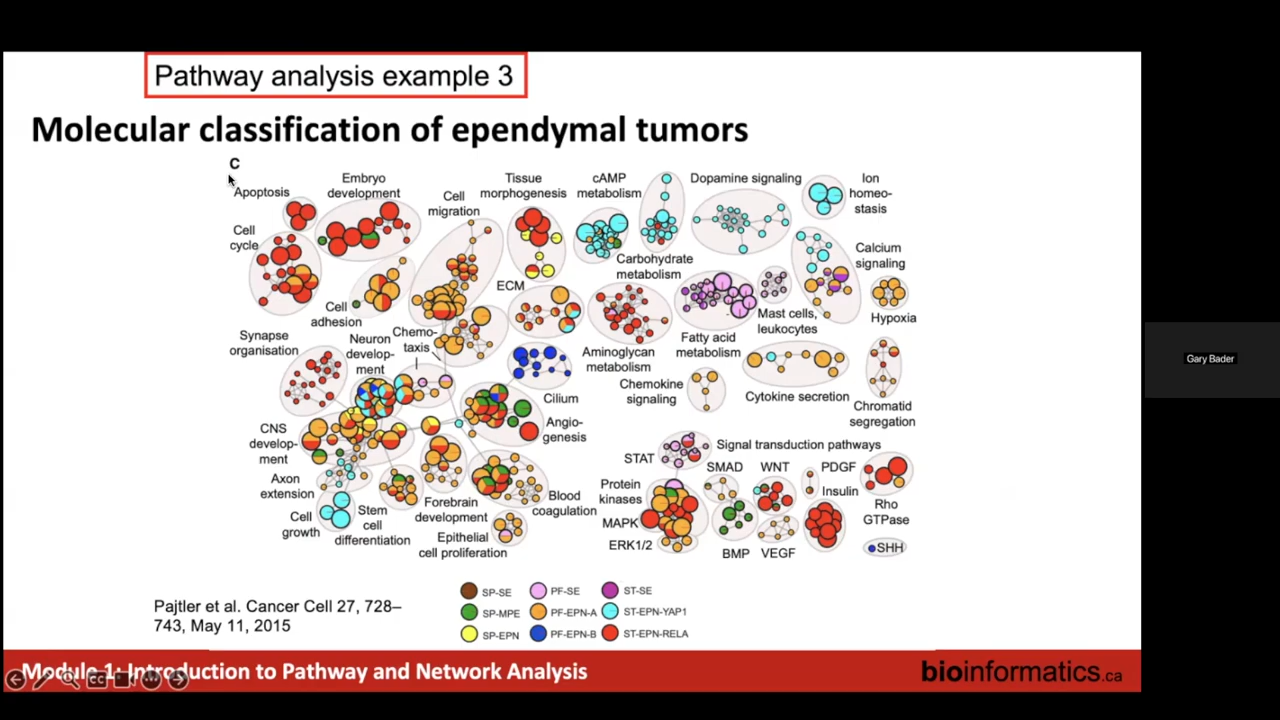 Pathway analysis example 3
Molecular classification of ependymal tumors
C
Apoptosis
Embryo
development
Cell
migration
Tissue
morphogenesis
cAMP
metabolism
Dopamine signaling
Ion
homeo-
stasis
Cell
cycle
Carbohydrate
metabolism
Calcium
signaling
ECM
Cell
adhesion
Mast cells,
leukocytes
Hypoxia
Synapse
organisation
Neuron
develop-
ment
Chemo-
taxis
Aminoglycan
metabolism
Fatty acid
metabolism
Chemokine
signaling
Cilium
Cytokine secretion
Chromatid
segregation
Angio-
genesis
CNS
develop-
ment
STAT
Signal transduction pathways
SMAD
WNT
PDGF
Axon
extension
Protein
kinases
Insulin
Rho
GTPase
Cell
growth
Stem
cell
differentiation
Forebrain
development
Blood
coagulation
MAPK
Epithelial
cell proliferation
ERK1/2
BMP
VEGF
SHH
SP-SE
PF-SE
ST-SE
SP-MPE
PF-EPN-A
ST-EPN-YAP1
SP-EPN
PF-EPN-B
ST-EPN-RELA
Pajtler et al. Cancer Cell 27, 728–
743, May 11, 2015
Module 1: Introduction to Pathway and Network Analysis
bioinformatics.ca
CC
Gary Bader